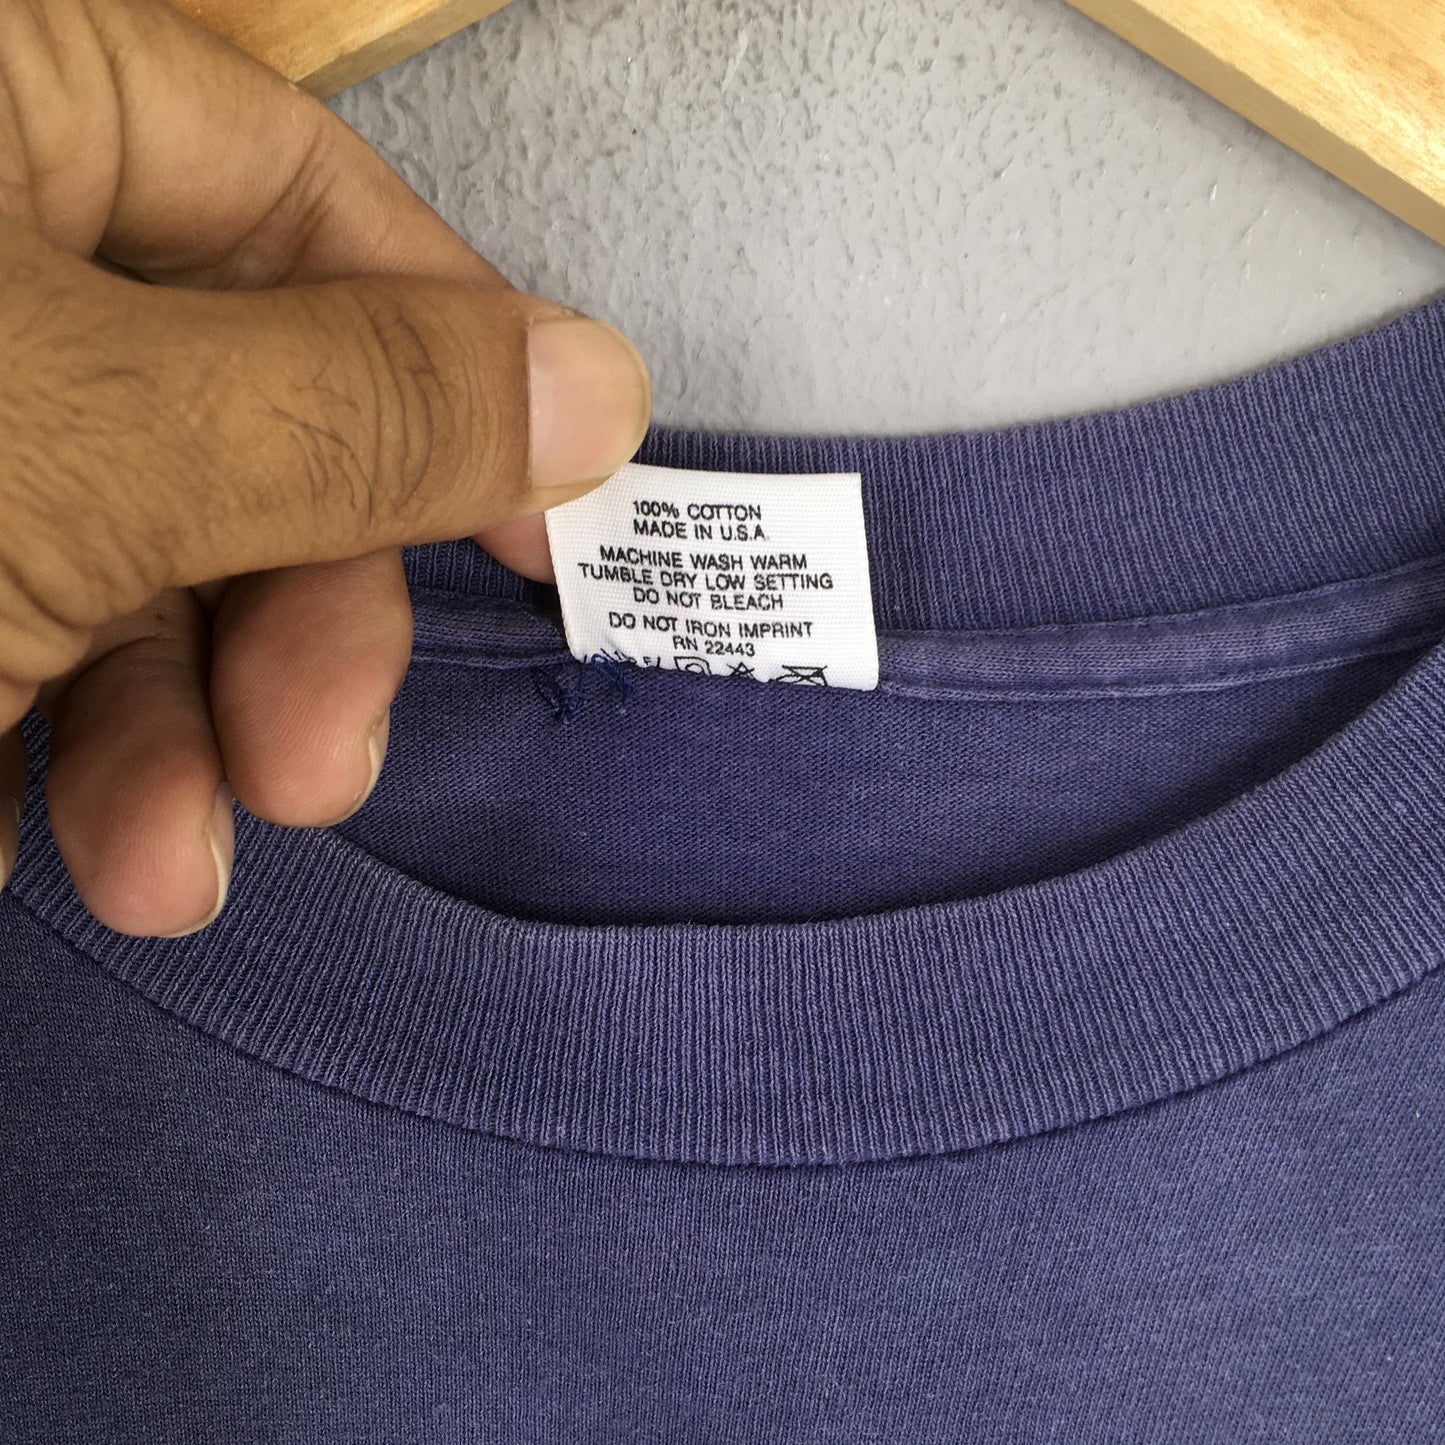 100% COTTON
MADE IN U.S.A.
MACHINE WASH WARM
TUMBLE DRY LOW SETTING
DO NOT BLEACH
DO NOT IRON IMPRINT
RN 22443